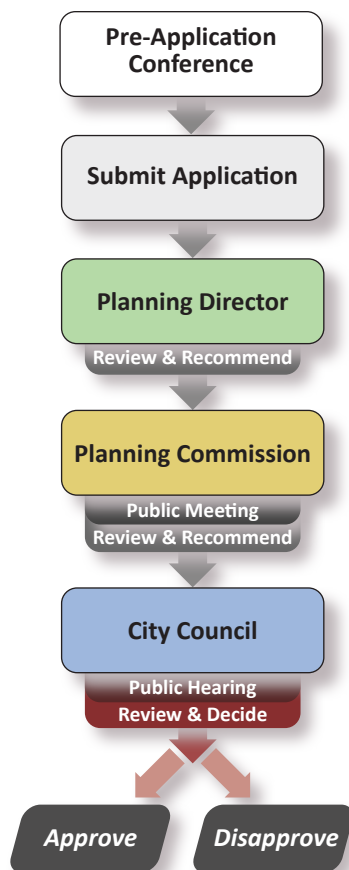 Pre-Application
Conference
Submit Application
Planning Director
Review & Recommend
Planning Commission
Public Meeting
Review & Recommend
City Council
Public Hearing
Review & Decide
Approve
Disapprove